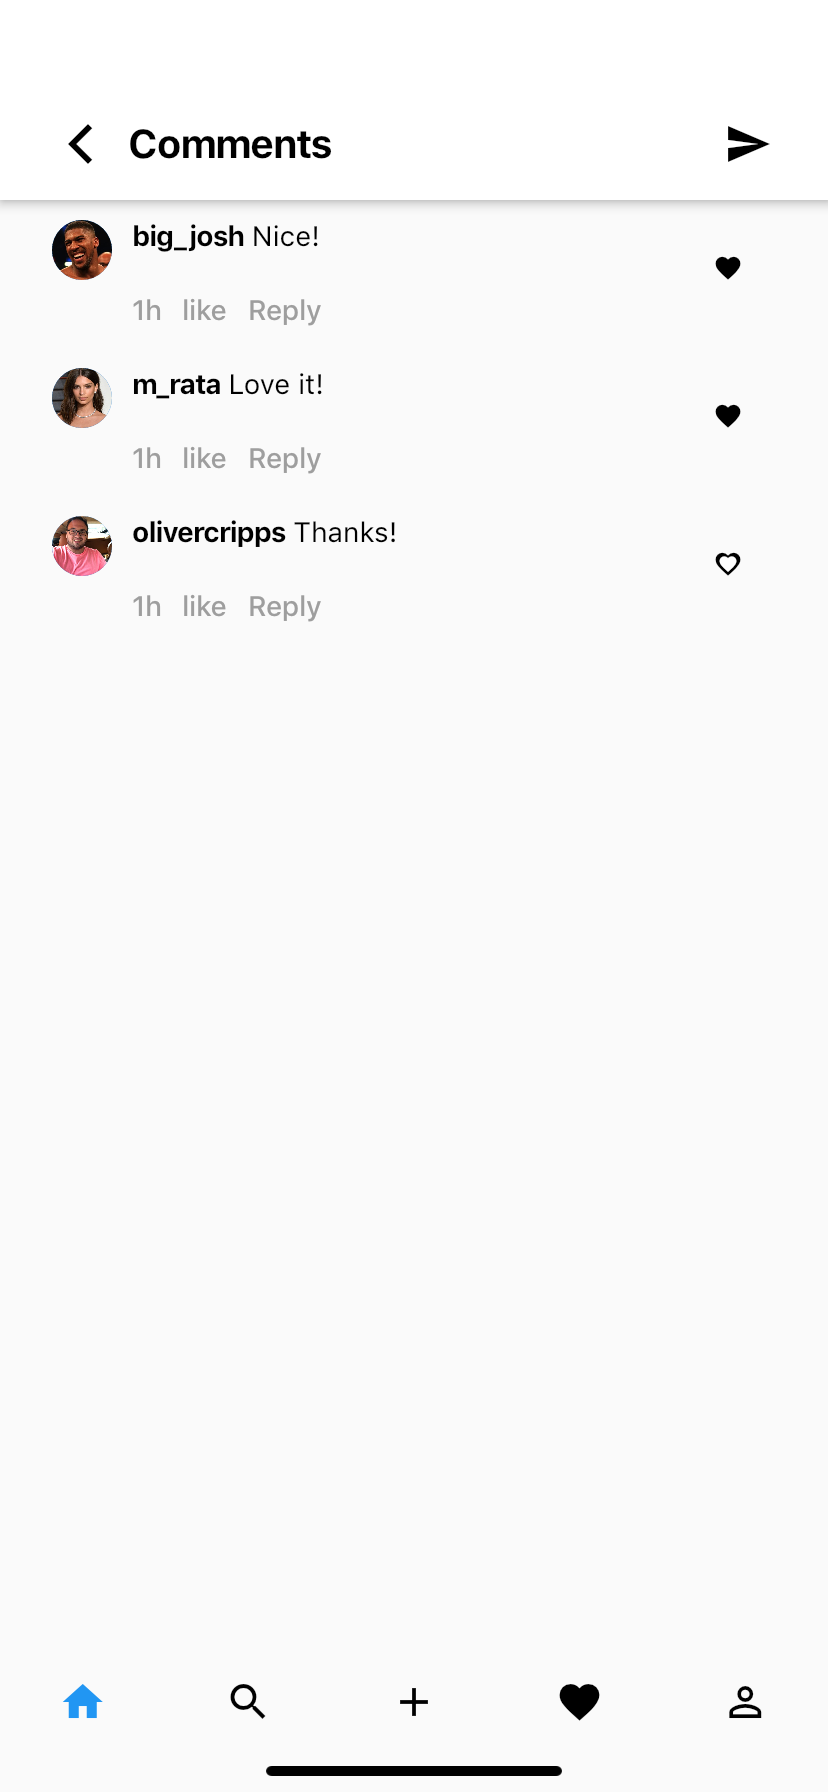 Comments
big_josh Nice!
1h like Reply
m_rata Love it!
1h like Reply
olivercripps Thanks!
1h like Reply